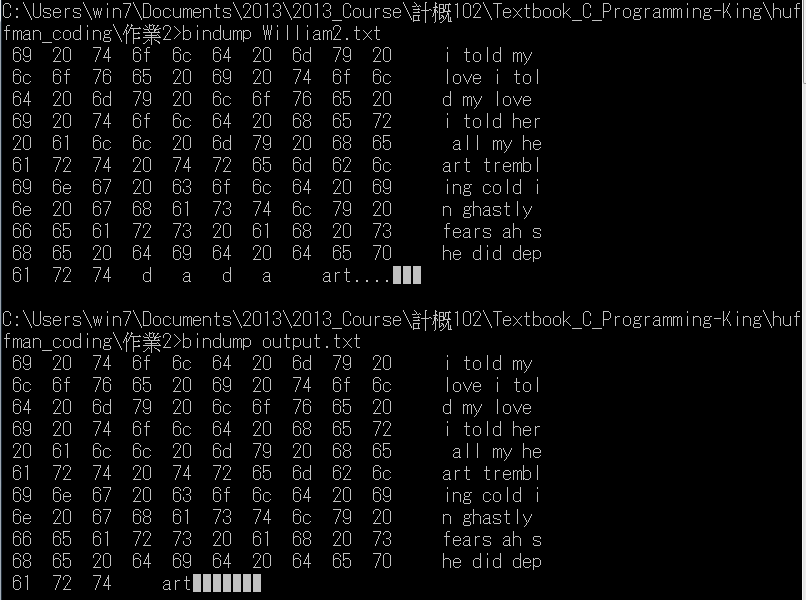 C:\Users\win7\Documents\2013\2013_Course\計概102\Textbook_C_Programming-King\huf
fman_coding\作業2>bindump William2.txt
69 20 74 6f 6c 64 20 6d 79 20 i told my
6c 6f 76 65 20 69 20 74 6f 6c love i tol
64 20 6d 79 20 6c 6f 76 65 20 d my love
69 20 74 6f 6c 64 20 68 65 72 i told her
20 61 6c 6c 20 6d 79 20 68 65 all my he
61 72 74 20 74 72 65 6d 62 6c art trembl
69 6e 67 20 63 6f 6c 64 20 69 ing cold i
6e 20 67 68 61 73 74 6c 79 20 n ghastly
66 65 61 72 73 20 61 68 20 73 fears ah s
68 65 20 64 69 64 20 64 65 70 he did dep
61 72 74 d a d a art....
C:\Users\win7\Documents\2013\2013_Course\計概102\Textbook_C_Programming-King\huf
fman_coding\作業2>bindump output.txt
69 20 74 6f 6c 64 20 6d 79 20 i told my
6c 6f 76 65 20 69 20 74 6f 6c love i tol
64 20 6d 79 20 6c 6f 76 65 20 d my love
69 20 74 6f 6c 64 20 68 65 72 i told her
20 61 6c 6c 20 6d 79 20 68 65 all my he
61 72 74 20 74 72 65 6d 62 6c art trembl
69 6e 67 20 63 6f 6c 64 20 69 ing cold i
6e 20 67 68 61 73 74 6c 79 20 n ghastly
66 65 61 72 73 20 61 68 20 73 fears ah s
68 65 20 64 69 64 20 64 65 70 he did dep
61 72 74 art